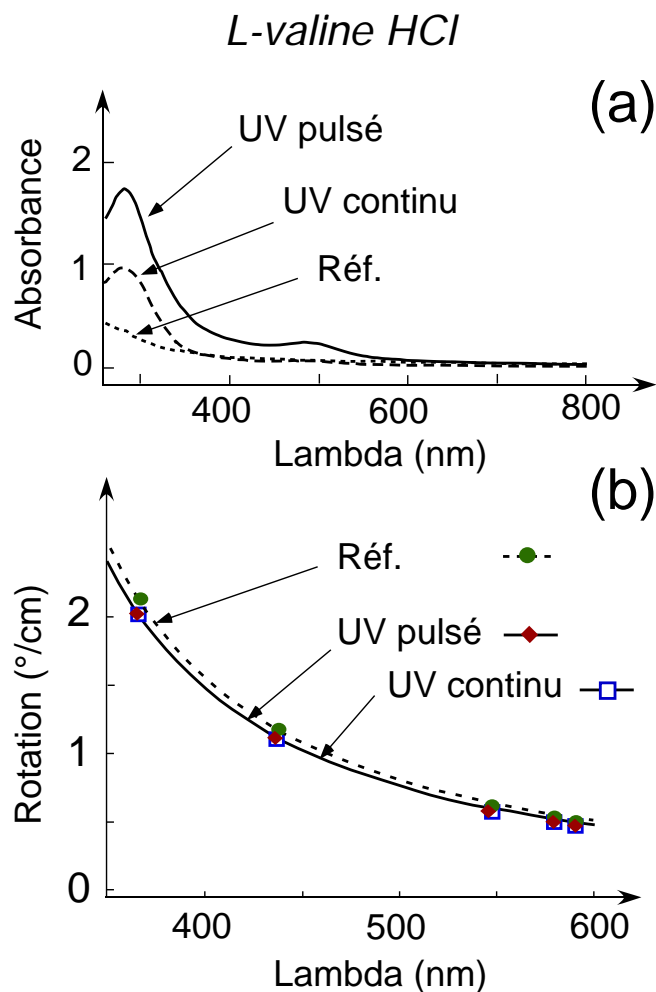 L-valine HCl
(a)
UV pulsé
UV continu
Réf.
Absorbance
2
1
0
400
600
800
Lambda (nm)
(b)
Réf.
UV pulsé
UV continu
Rotation (°/cm)
2
1
0
400
500
600
Lambda (nm)